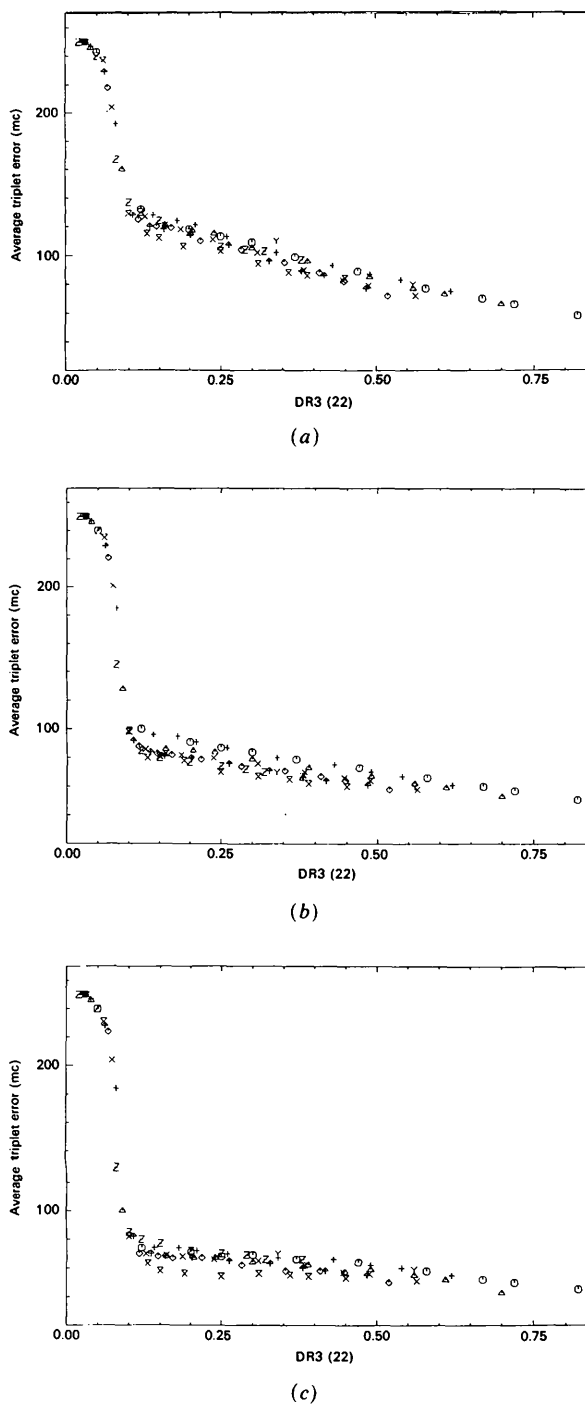 Average triplet error (mc)
200
100
0.00 0.25 0.50 0.75
DR3 (22)
(a)
Average triplet error (mc)
200
100
0.00 0.25 0.50 0.75
DR3 (22)
(b)
Average triplet error (mc)
200
100
0.00 0.25 0.50 0.75
DR3 (22)
(c)